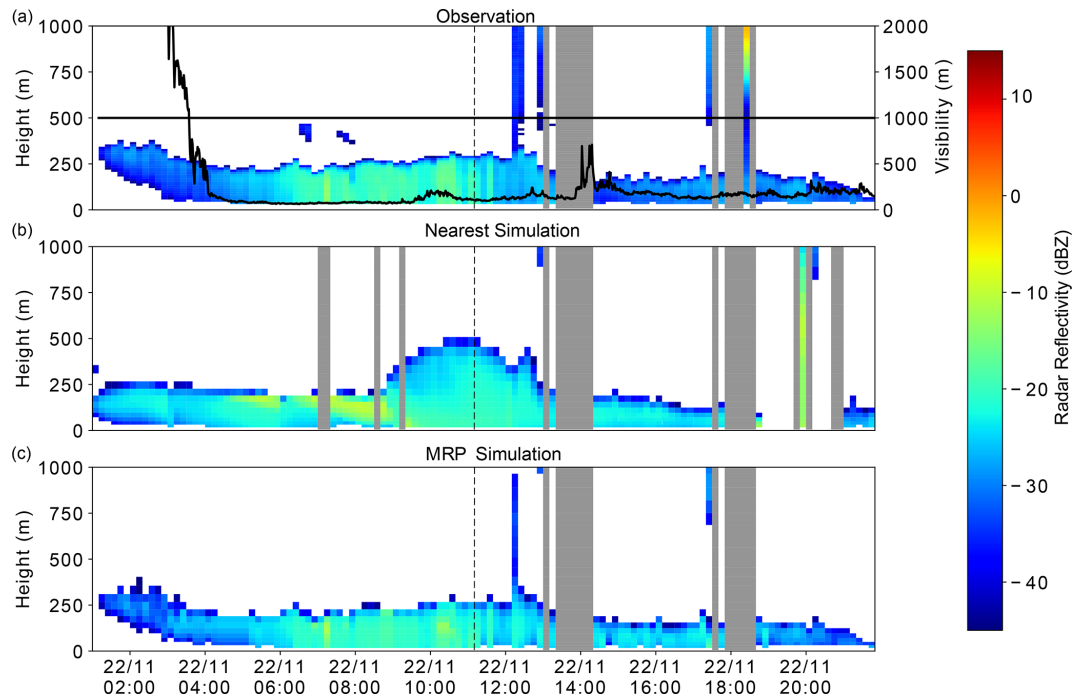 (a) Observation
1000
750
500
250
0
Height (m)
2000
1500
1000
500
0
Visibility (m)
(b) Nearest Simulation
1000
750
500
250
0
Height (m)
(c) MRP Simulation
1000
750
500
250
0
Height (m)
22/11 22/11 22/11 22/11 22/11 22/11 22/11 22/11 22/11 22/11
02:00 04:00 06:00 08:00 10:00 12:00 14:00 16:00 18:00 20:00
10
0
−10
−20
−30
−40
Radar Reflectivity (dBZ)